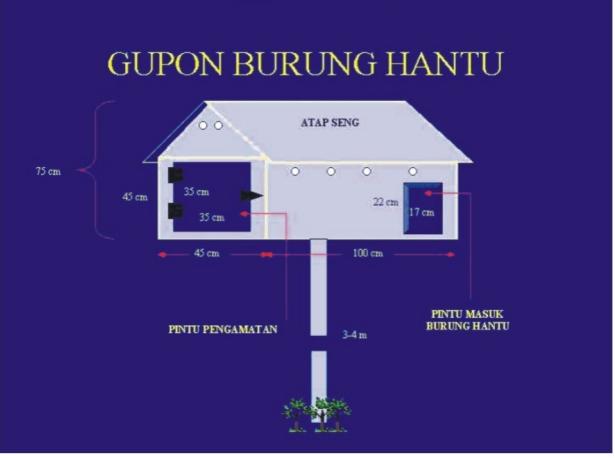 GUPON BURUNG HANTU
ATAP SENG
75 cm
45 cm
35 cm
35 cm
22 cm
17 cm
45 cm
100 cm
PINTU PENGAMATAN
3-4 m
PINTU MASUK
BURUNG HANTU